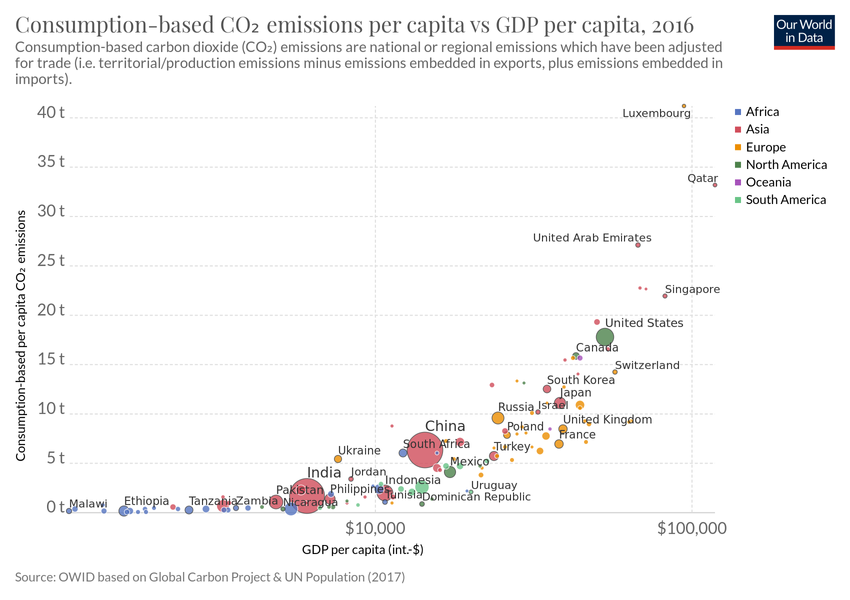 Consumption-based CO₂ emissions per capita vs GDP per capita, 2016
Our World
in Data
Consumption-based carbon dioxide (CO₂) emissions are national or regional emissions which have been adjusted
for trade (i.e. territorial/production emissions minus emissions embedded in exports, plus emissions embedded in
imports).
Consumption-based per capita CO₂ emissions
40 t
35 t
30 t
25 t
20 t
15 t
10 t
5 t
0 t
Luxembourg
Qatar
United Arab Emirates
Singapore
United States
Canada
Switzerland
South Korea
Japan
Russia
Israel
United Kingdom
China
Poland
France
South Africa
Turkey
Ukraine
Mexico
India
Jordan
Indonesia
Uruguay
Pakistan
Philippines
Tunisia
Dominican Republic
Nicaragua
Malawi
Ethiopia
Tanzania
Zambia
$10,000
$100,000
GDP per capita (int.-$)
Africa
Asia
Europe
North America
Oceania
South America
Source: OWID based on Global Carbon Project & UN Population (2017)